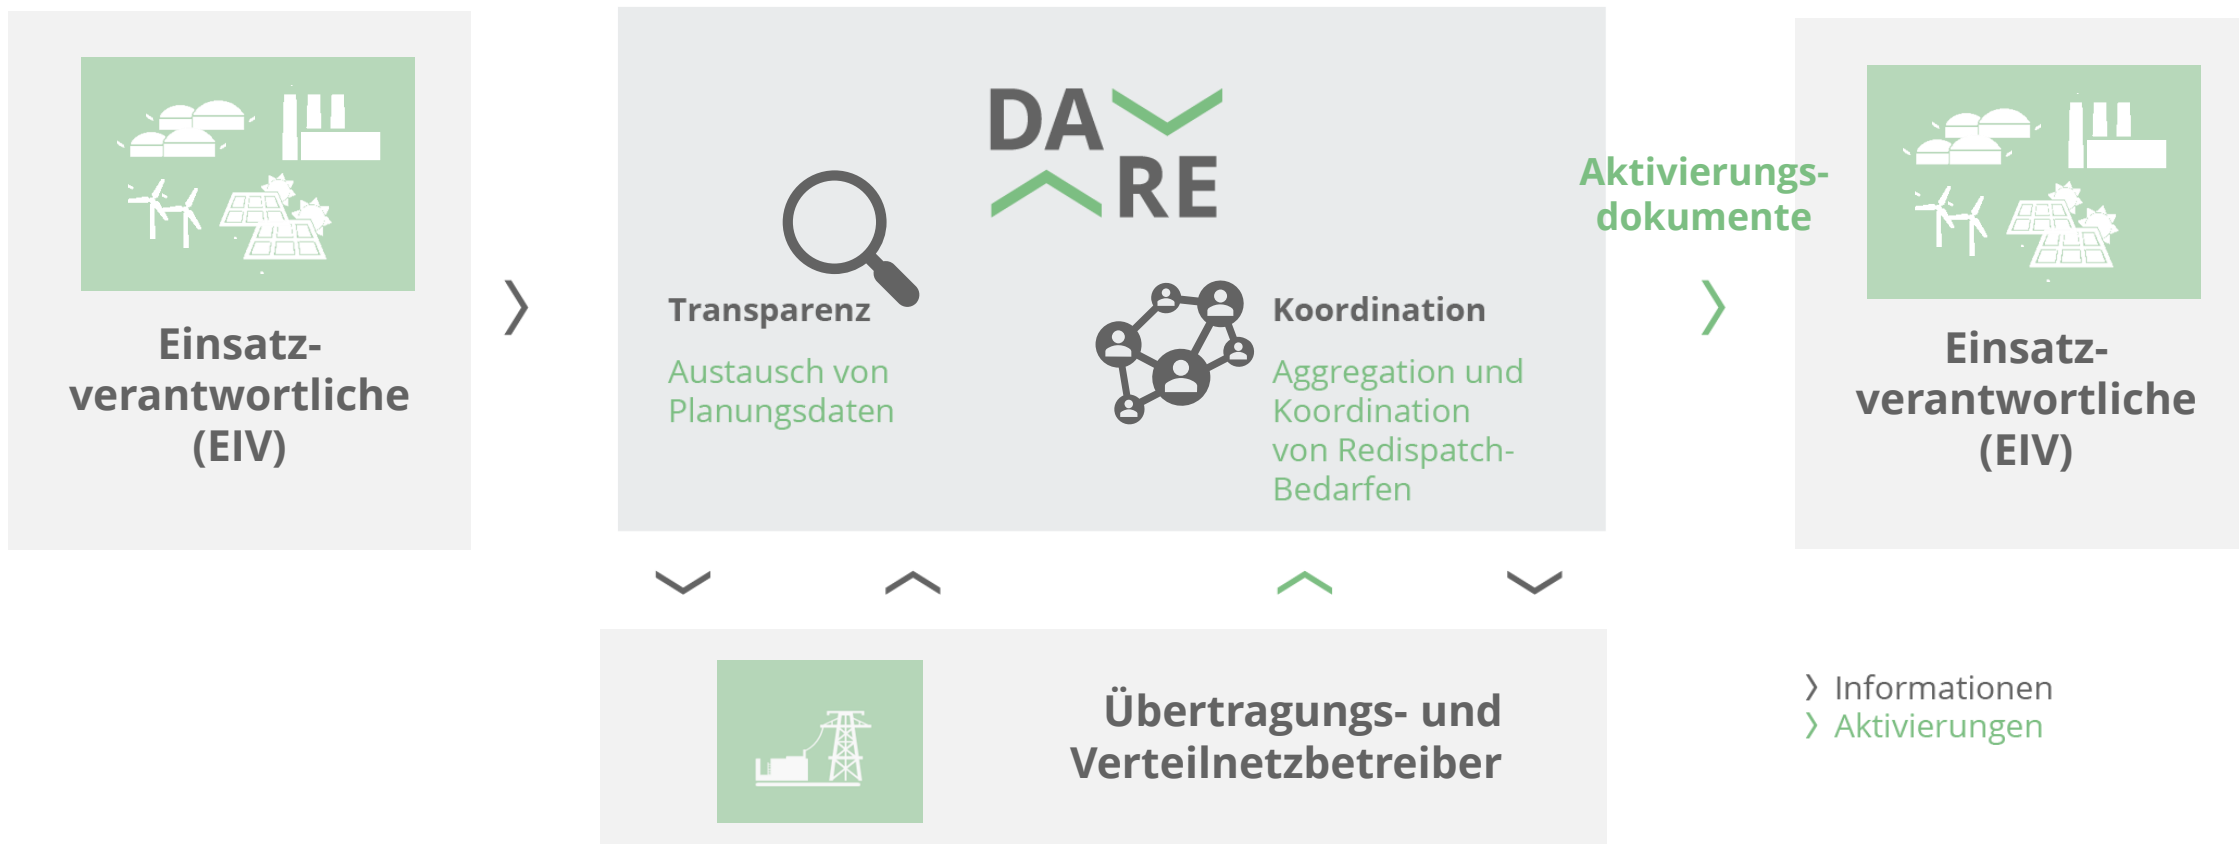 Einsatz-
verantwortliche
(EIV)
DA
RE
Transparenz
Austausch von
Planungsdaten
Koordination
Aggregation und
Koordination
von Redispatch-
Bedarfen
Aktivierungs-
dokumente
Einsatz-
verantwortliche
(EIV)
Übertragungs- und
Verteilnetzbetreiber
Informationen
Aktivierungen